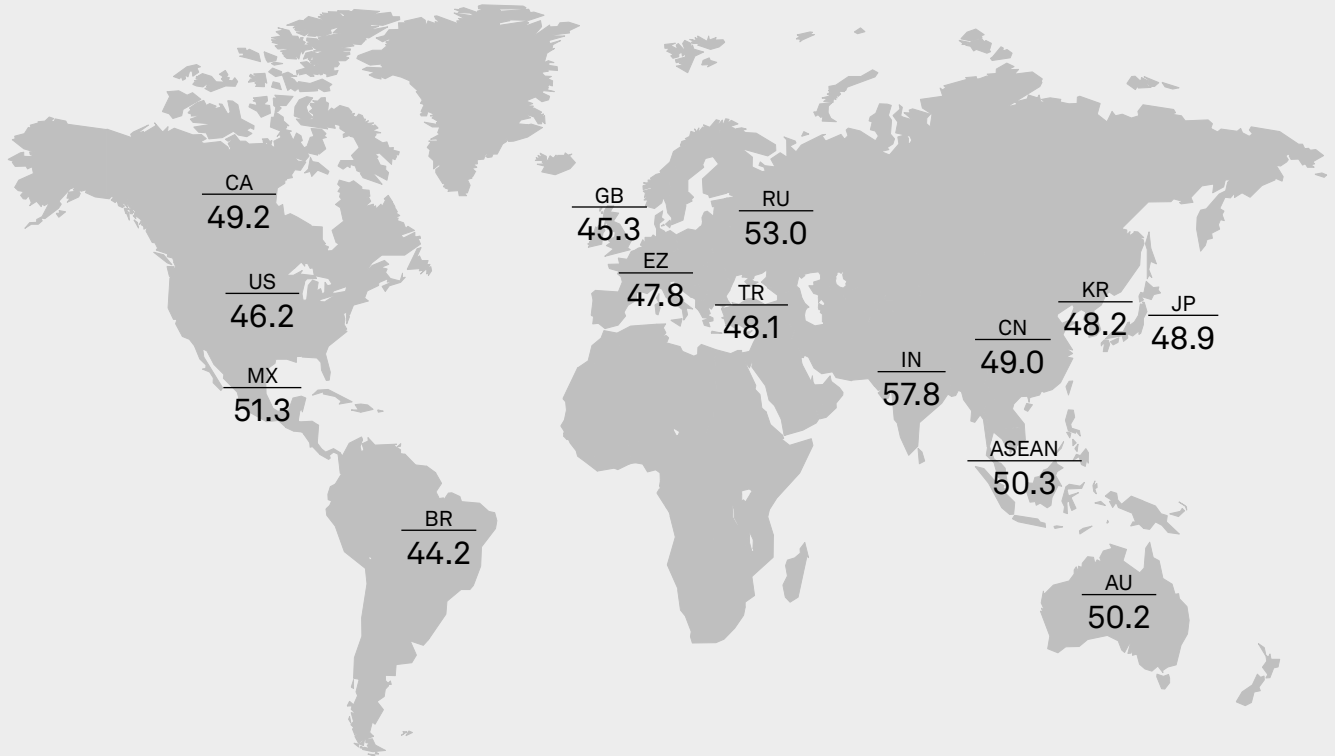 CA
49.2
GB
45.3
RU
53.0
EZ
47.8
US
46.2
TR
48.1
KR
48.2
JP
48.9
CN
49.0
IN
57.8
MX
51.3
ASEAN
50.3
BR
44.2
AU
50.2